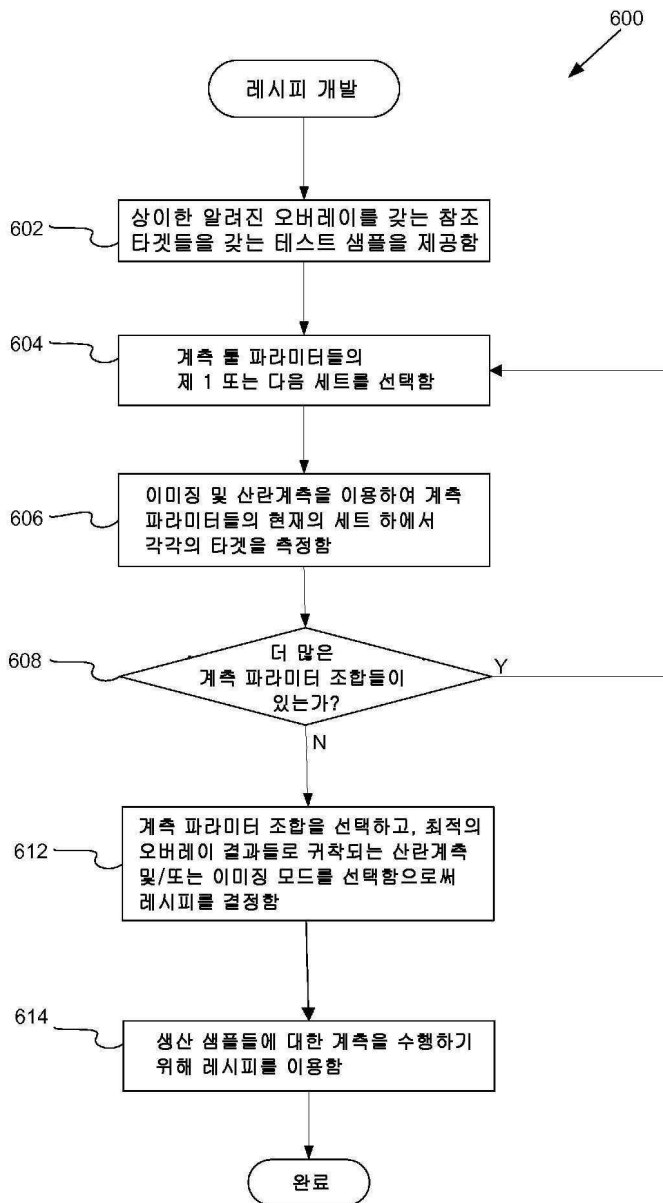 600
레시피 개발
602
상이한 알려진 오버레이를 갖는 참조
타겟들을 갖는 테스트 샘플을 제공함
604
계측 툴 파라미터들의
제 1 또는 다음 세트를 선택함
606
이미징 및 산란계측을 이용하여 계측
파라미터들의 현재의 세트 하에서
각각의 타겟을 측정함
608
더 많은
계측 파라미터 조합들이
있는가?
Y
N
612
계측 파라미터 조합을 선택하고, 최적의
오버레이 결과들로 귀착되는 산란계측
및/또는 이미징 모드를 선택함으로써
레시피를 결정함
614
생산 샘플들에 대한 계측을 수행하기
위해 레시피를 이용함
완료